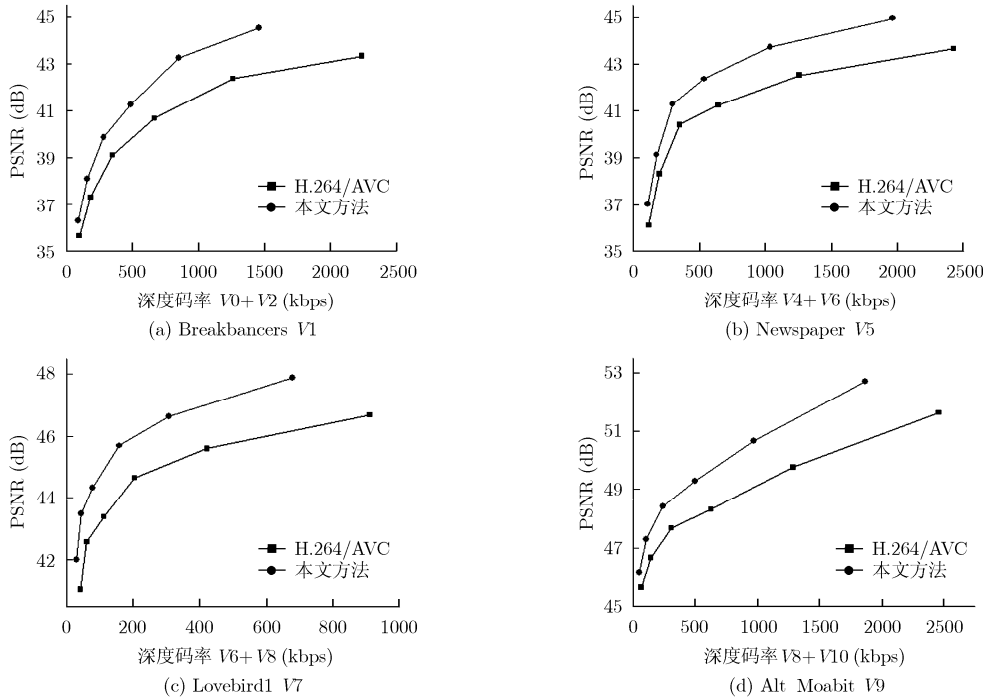 45
43
41
39
37
35
PSNR (dB)
H.264/AVC
本文方法
0 500 1000 1500 2000 2500
深度码率 V0+V2 (kbps)
(a) Breakbancers V1
45
43
41
39
37
35
PSNR (dB)
H.264/AVC
本文方法
0 500 1000 1500 2000 2500
深度码率 V4+V6 (kbps)
(b) Newspaper V5
48
46
44
42
PSNR (dB)
H.264/AVC
本文方法
0 200 400 600 800 1000
深度码率 V6+V8 (kbps)
(c) Lovebird1 V7
53
51
49
47
45
PSNR (dB)
H.264/AVC
本文方法
0 500 1000 1500 2000 2500
深度码率 V8+V10 (kbps)
(d) Alt Moabit V9